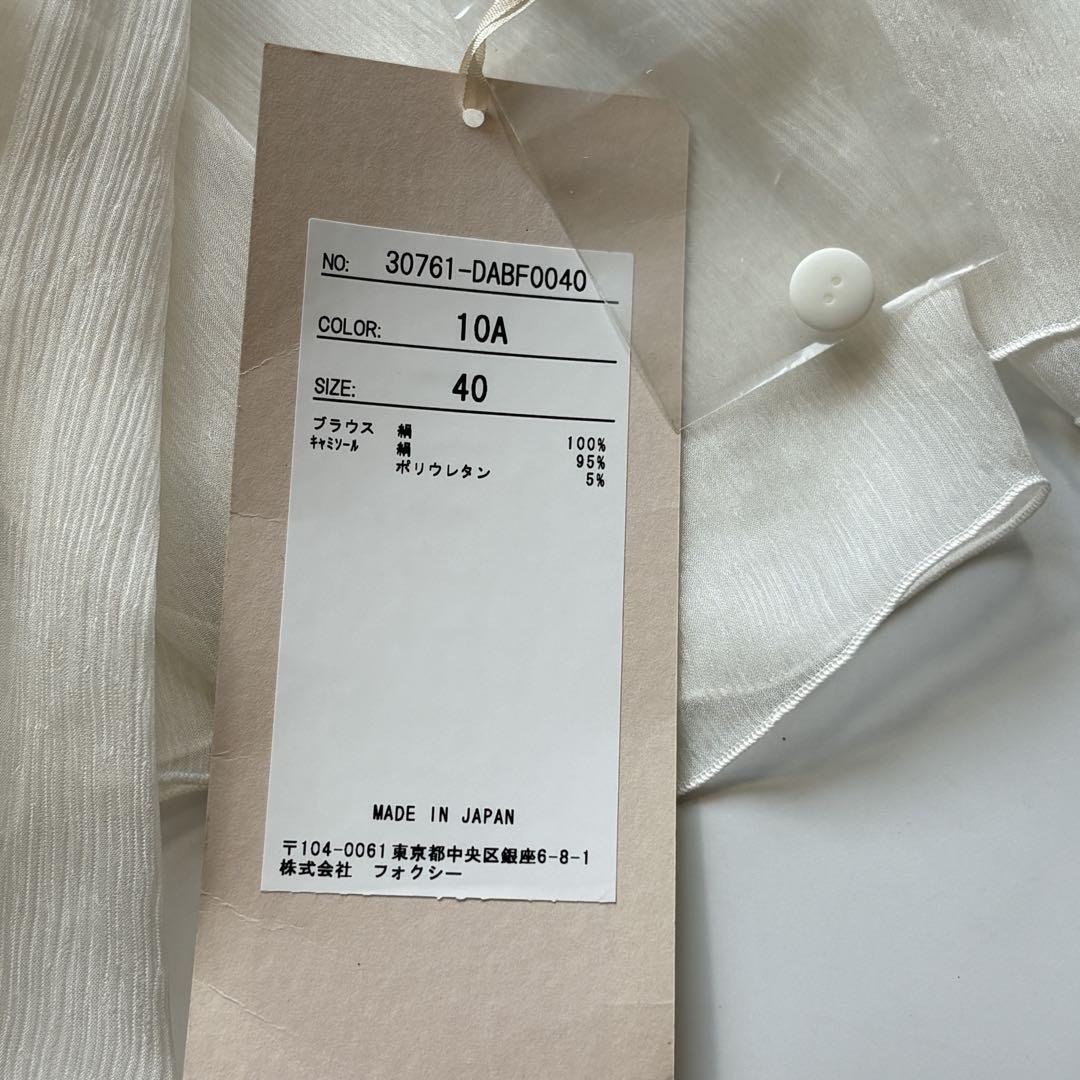 NO: 30761-DABF0040
COLOR: 10A
SIZE: 40
ブラウス 絹 100%
キャミソール 絹 95%
ポリウレタン 5%
MADE IN JAPAN
〒104-0061 東京都中央区銀座6-8-1
株式会社 フォクシー